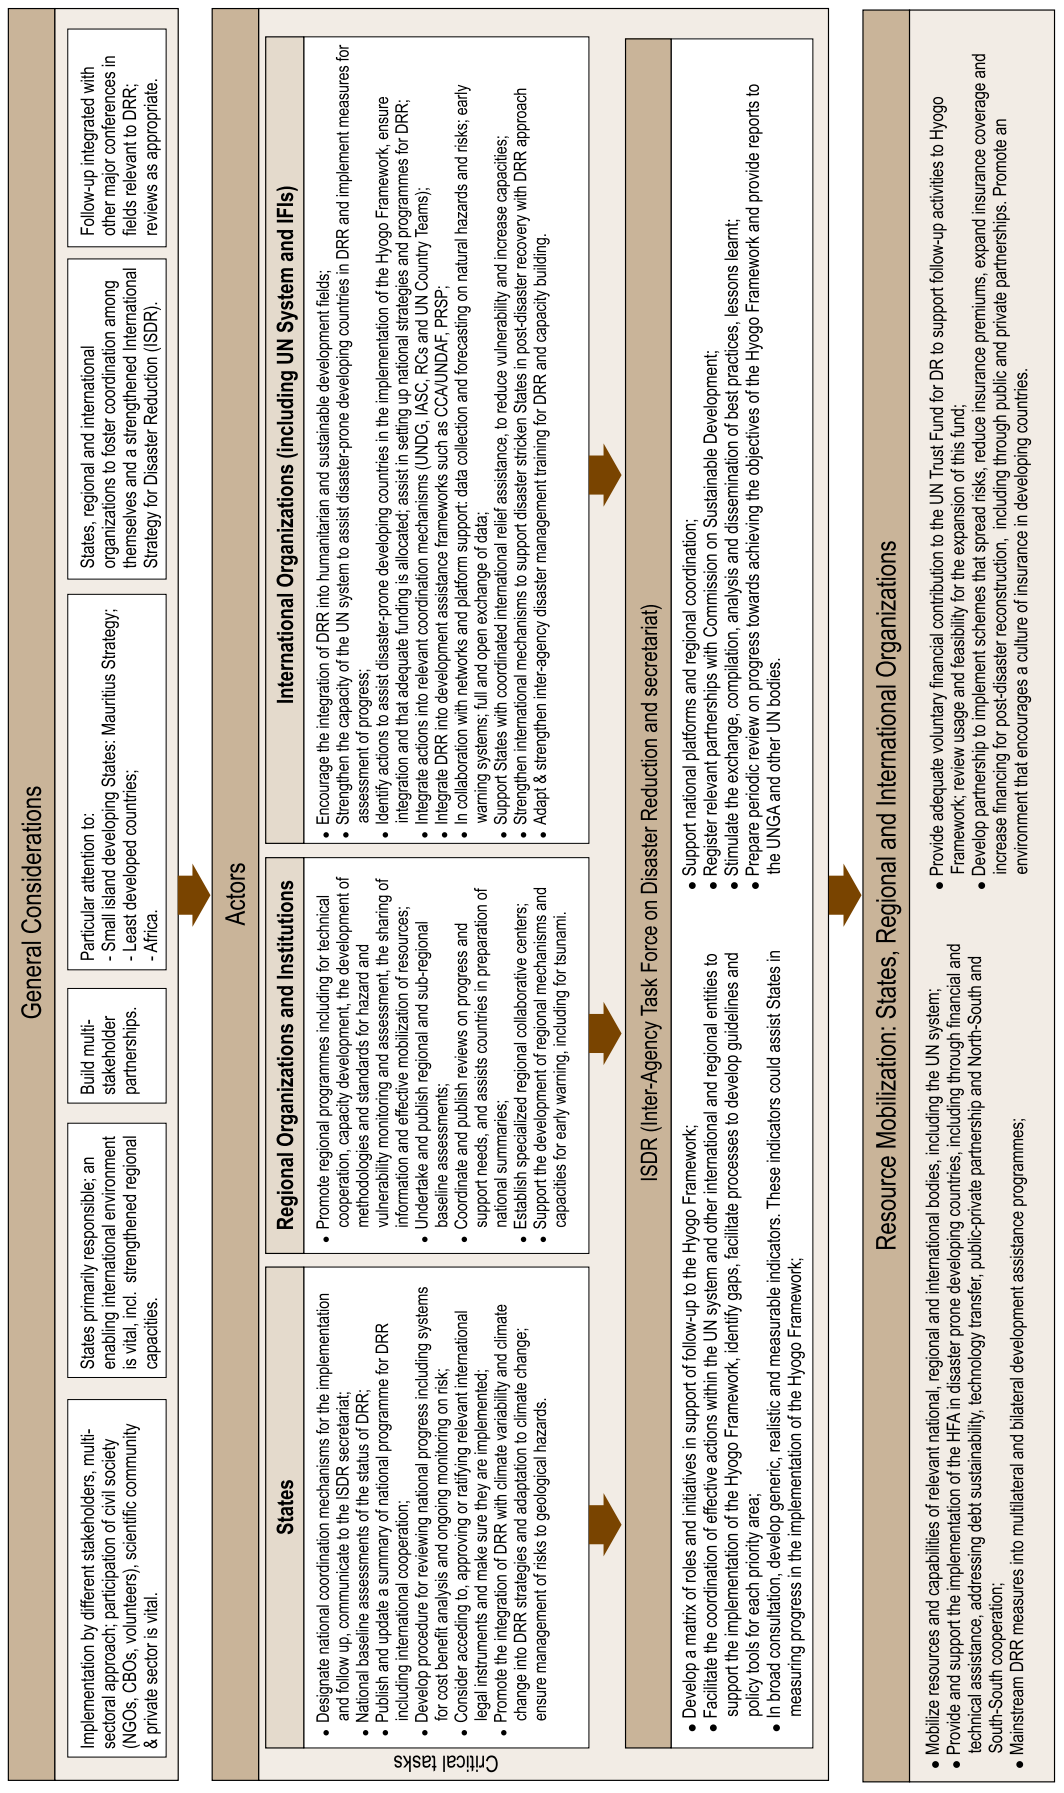 General Considerations
Implementation by different stakeholders, multi-
sectoral approach; participation of civil society
(NGOs, CBOs, volunteers), scientific community
& private sector is vital.
States primarily responsible; an
enabling international environment
is vital, incl. strengthened regional
capacities.
Build multi-
stakeholder
partnerships.
Particular attention to:
- Small island developing States: Mauritius Strategy;
- Least developed countries;
- Africa.
States, regional and international
organizations to foster coordination among
themselves and a strengthened International
Strategy for Disaster Reduction (ISDR).
Follow-up integrated with
other major conferences in
fields relevant to DRR;
reviews as appropriate.
Actors
Critical tasks
States
• Designate national coordination mechanisms for the implementation
and follow up, communicate to the ISDR secretariat;
• National baseline assessments of the status of DRR;
• Publish and update a summary of national programme for DRR
including international cooperation;
• Develop procedure for reviewing national progress including systems
for cost benefit analysis and ongoing monitoring on risk;
• Consider acceding to, approving or ratifying relevant international
legal instruments and make sure they are implemented;
• Promote the integration of DRR with climate variability and climate
change into DRR strategies and adaptation to climate change;
ensure management of risks to geological hazards.
Regional Organizations and Institutions
• Promote regional programmes including for technical
cooperation, capacity development, the development of
methodologies and standards for hazard and
vulnerability monitoring and assessment, the sharing of
information and effective mobilization of resources;
• Undertake and publish regional and sub-regional
baseline assessments;
• Coordinate and publish reviews on progress and
support needs, and assists countries in preparation of
national summaries;
• Establish specialized regional collaborative centers;
• Support the development of regional mechanisms and
capacities for early warning, including for tsunami.
International Organizations (including UN System and IFIs)
• Encourage the integration of DRR into humanitarian and sustainable development fields;
• Strengthen the capacity of the UN system to assist disaster-prone developing countries in DRR and implement measures for
assessment of progress;
• Identify actions to assist disaster-prone developing countries in the implementation of the Hyogo Framework, ensure
integration and that adequate funding is allocated; assist in setting up national strategies and programmes for DRR;
• Integrate actions into relevant coordination mechanisms (UNDG, IASC, RCs and UN Country Teams);
• Integrate DRR into development assistance frameworks such as CCA/UNDAF, PRSP;
• In collaboration with networks and platform support: data collection and forecasting on natural hazards and risks; early
warning systems; full and open exchange of data;
• Support States with coordinated international relief assistance, to reduce vulnerability and increase capacities;
• Strengthen international mechanisms to support disaster stricken States in post-disaster recovery with DRR approach
• Adapt & strengthen inter-agency disaster management training for DRR and capacity building.
ISDR (Inter-Agency Task Force on Disaster Reduction and secretariat)
• Develop a matrix of roles and initiatives in support of follow-up to the Hyogo Framework;
• Facilitate the coordination of effective actions within the UN system and other international and regional entities to
support the implementation of the Hyogo Framework, identify gaps, facilitate processes to develop guidelines and
policy tools for each priority area;
• In broad consultation, develop generic, realistic and measurable indicators. These indicators could assist States in
measuring progress in the implementation of the Hyogo Framework;
• Support national platforms and regional coordination;
• Register relevant partnerships with Commission on Sustainable Development;
• Stimulate the exchange, compilation, analysis and dissemination of best practices, lessons learnt;
• Prepare periodic review on progress towards achieving the objectives of the Hyogo Framework and provide reports to
the UNGA and other UN bodies.
Resource Mobilization: States, Regional and International Organizations
• Mobilize resources and capabilities of relevant national, regional and international bodies, including the UN system;
• Provide and support the implementation of the HFA in disaster prone developing countries, including through financial and
technical assistance, addressing debt sustainability, technology transfer, public-private partnership and North-South and
South-South cooperation;
• Mainstream DRR measures into multilateral and bilateral development assistance programmes;
• Provide adequate voluntary financial contribution to the UN Trust Fund for DR to support follow-up activities to Hyogo
Framework; review usage and feasibility for the expansion of this fund;
• Develop partnership to implement schemes that spread risks, reduce insurance premiums, expand insurance coverage and
increase financing for post-disaster reconstruction, including through public and private partnerships. Promote an
environment that encourages a culture of insurance in developing countries.